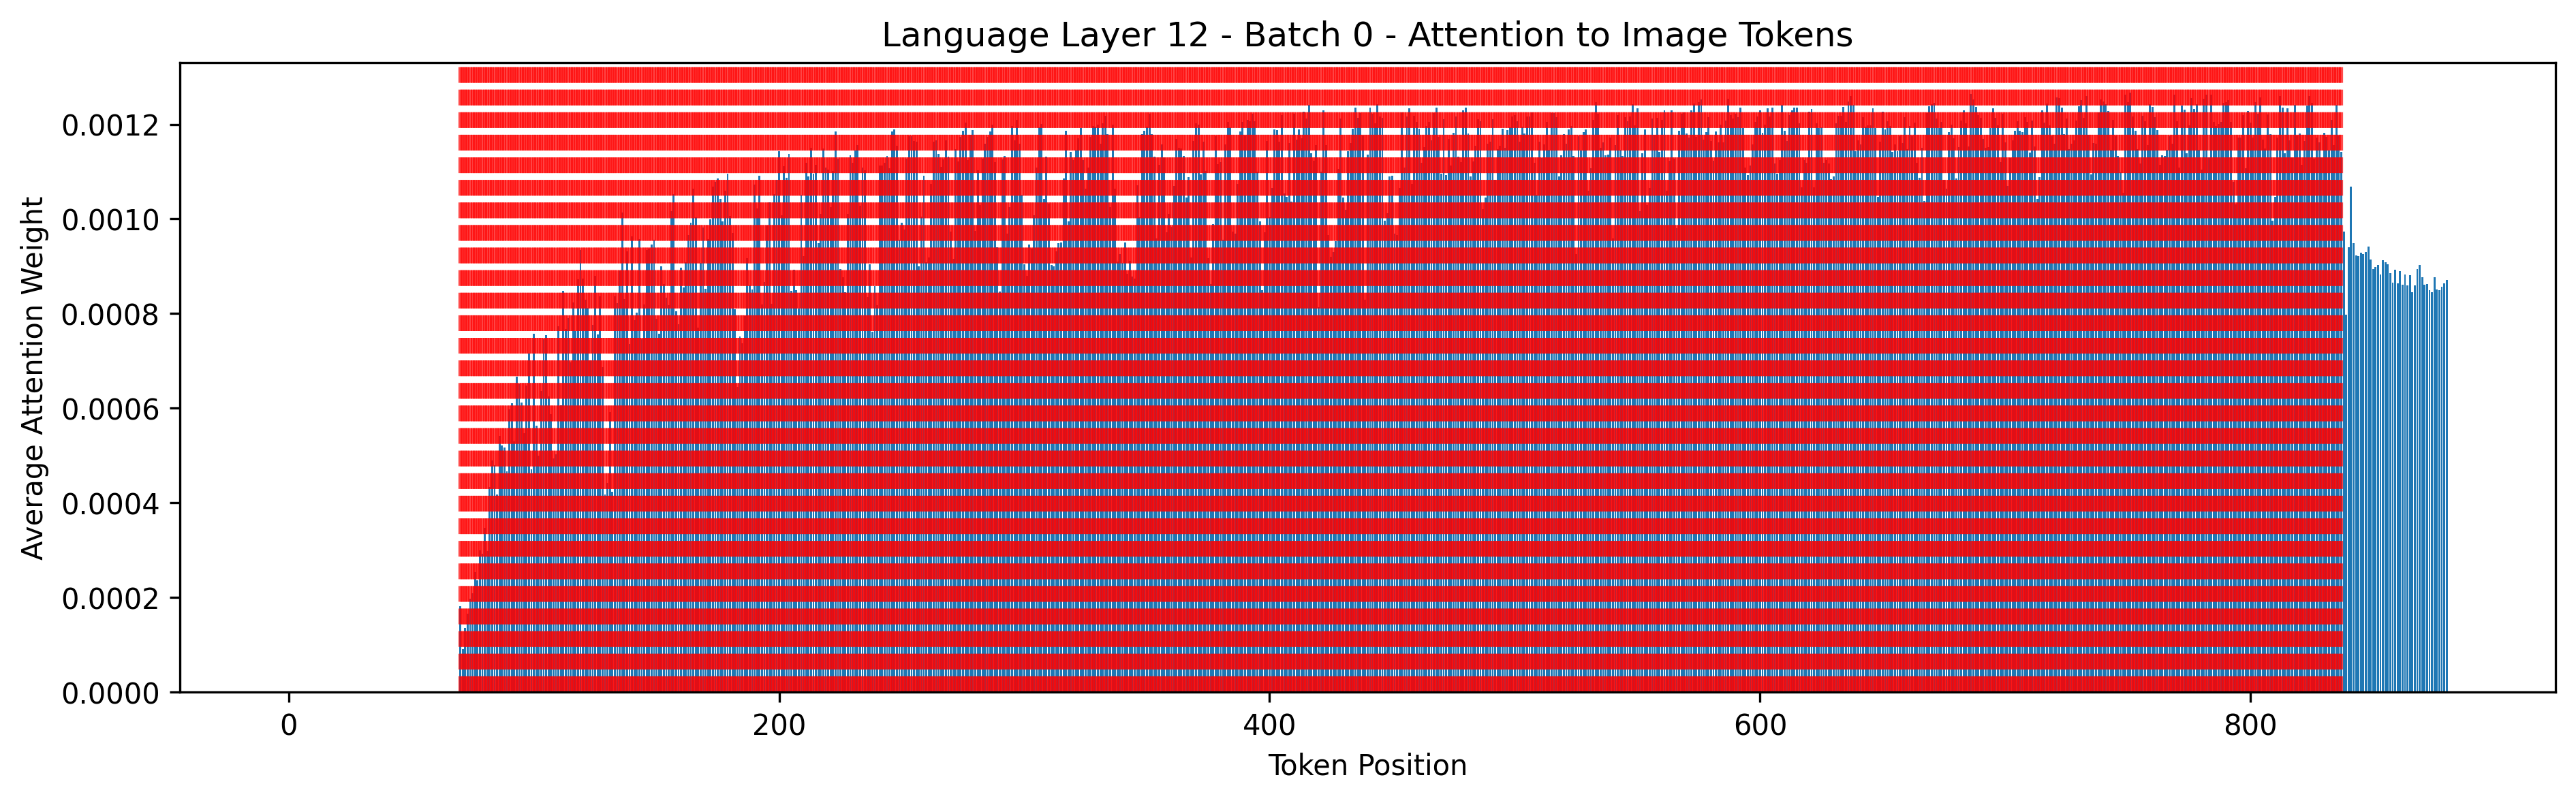 Language Layer 12 - Batch 0 - Attention to Image Tokens
Average Attention Weight
0.0012
0.0010
0.0008
0.0006
0.0004
0.0002
0.0000
0 200 400 600 800
Token Position